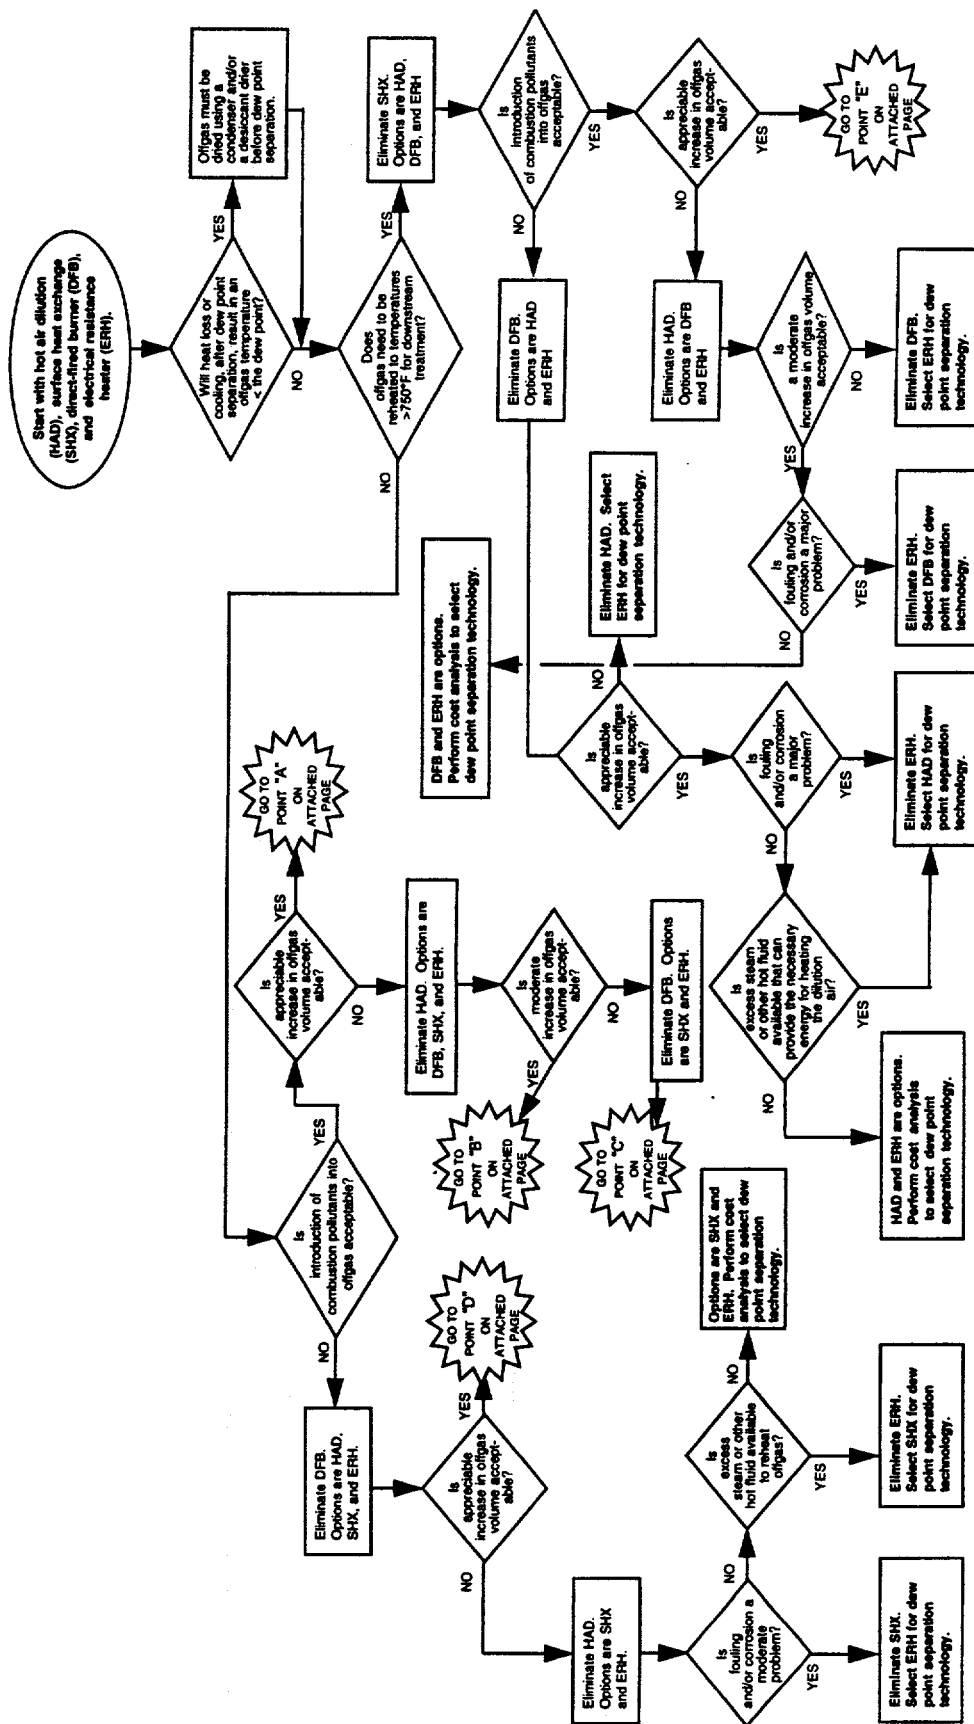 Start with hot air dilution
(HAD), surface heat exchange
(SHX), direct-fired burner (DFB),
and electrical resistance
heater (ERH).
Will heat loss or
cooling, after dew point
separation, result in an
offgas temperature
< the dew point?
YES
Offgas must be
dried using a
condenser and/or
a desiccant drier
before dew point
separation.
NO
Does
offgas need to be
reheated to temperatures
>750°F for downstream
treatment?
YES
Eliminate SHX.
Options are HAD,
DFB, and ERH
NO
Is
introduction
of combustion pollutants
into offgas
acceptable?
YES
NO
Is
appreciable
increase in offgas
volume accept-
able?
YES
GO TO
POINT "E"
ON
ATTACHED
PAGE
NO
Eliminate DFB.
Options are HAD
and ERH
Eliminate HAD.
Options are DFB
and ERH
Is
a moderate
increase in offgas volume
acceptable?
NO
Eliminate DFB.
Select ERH for dew
point separation
technology.
YES
Is
fouling and/or
corrosion a major
problem?
YES
Eliminate ERH.
Select DFB for dew
point separation
technology.
NO
DFB and ERH are options.
Perform cost analysis to select
dew point separation technology.
Is
appreciable
increase in offgas
volume accept-
able?
NO
Eliminate HAD. Select
ERH for dew point
separation technology.
YES
Is
fouling
and/or corrosion
a major
problem?
YES
Eliminate ERH.
Select HAD for dew
point separation
technology.
NO
Is
excess steam
or other hot fluid
available that can
provide the necessary
energy for heating
the dilution
air?
YES
NO
HAD and ERH are options.
Perform cost analysis
to select dew point
separation technology.
Is
introduction of
combustion pollutants into
offgas acceptable?
YES
Is
appreciable
increase in offgas
volume accept-
able?
YES
GO TO
POINT "A"
ON
ATTACHED
PAGE
NO
Eliminate HAD. Options are
DFB, SHX, and ERH.
Is
moderate
increase in offgas
volume accept-
able?
YES
GO TO
POINT "B"
ON
ATTACHED
PAGE
NO
Eliminate DFB. Options
are SHX and ERH.
GO TO
POINT "C"
ON
ATTACHED
PAGE
NO
Eliminate DFB.
Options are HAD,
SHX, and ERH.
Is
appreciable
increase in offgas
volume accept-
able?
YES
GO TO
POINT "D"
ON
ATTACHED
PAGE
NO
Eliminate HAD.
Options are SHX
and ERH.
Is
fouling
and/or corrosion a
moderate
problem?
YES
Eliminate SHX.
Select ERH for dew
point separation
technology.
NO
Is
excess
steam or other
hot fluid available
to reheat
offgas?
YES
Eliminate ERH.
Select SHX for dew
point separation
technology.
NO
Options are SHX and
ERH. Perform cost
analysis to select dew
point separation
technology.